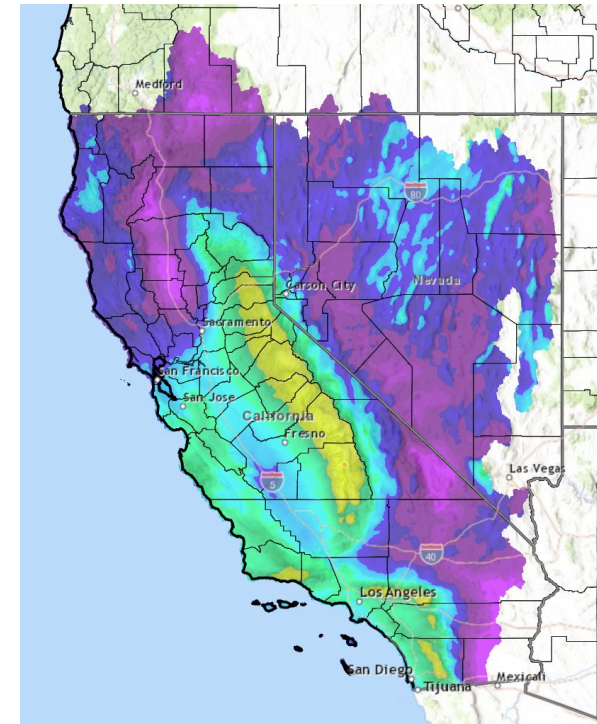 Medford
80
Carson City
Nevada
Sacramento
San Francisco
San Jose
California
Fresno
5
Las Vegas
40
Los Angeles
San Diego
Tijuana
Mexicali